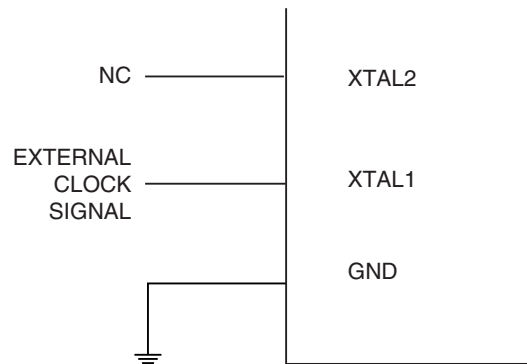 NC
XTAL2
EXTERNAL
CLOCK
SIGNAL
XTAL1
GND